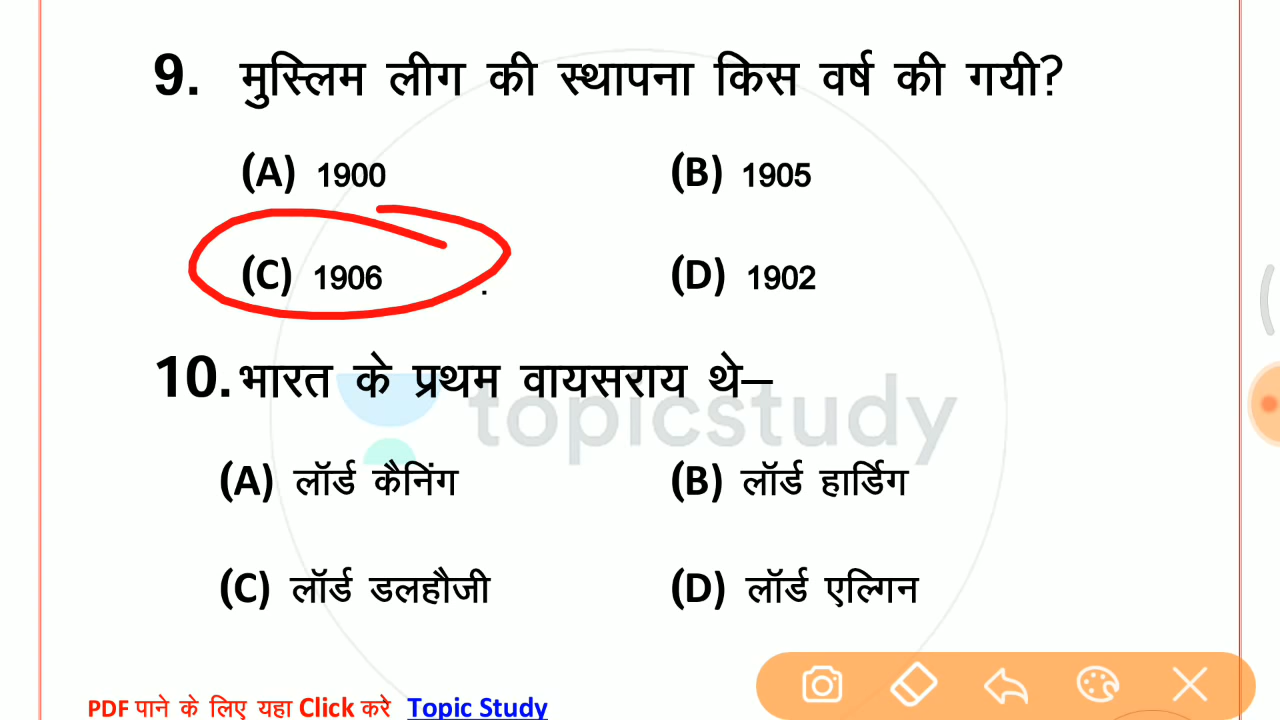 9. मुस्लिम लीग की स्थापना किस वर्ष की गयी?
(A) 1900 (B) 1905
(C) 1906 (D) 1902
10. भारत के प्रथम वायसराय थे–
topicstudy
(A) लॉर्ड कैनिंग (B) लॉर्ड हार्डिंग
(C) लॉर्ड डलहौजी (D) लॉर्ड एल्गिन
PDF पाने के लिए यहा Click करे Topic Study